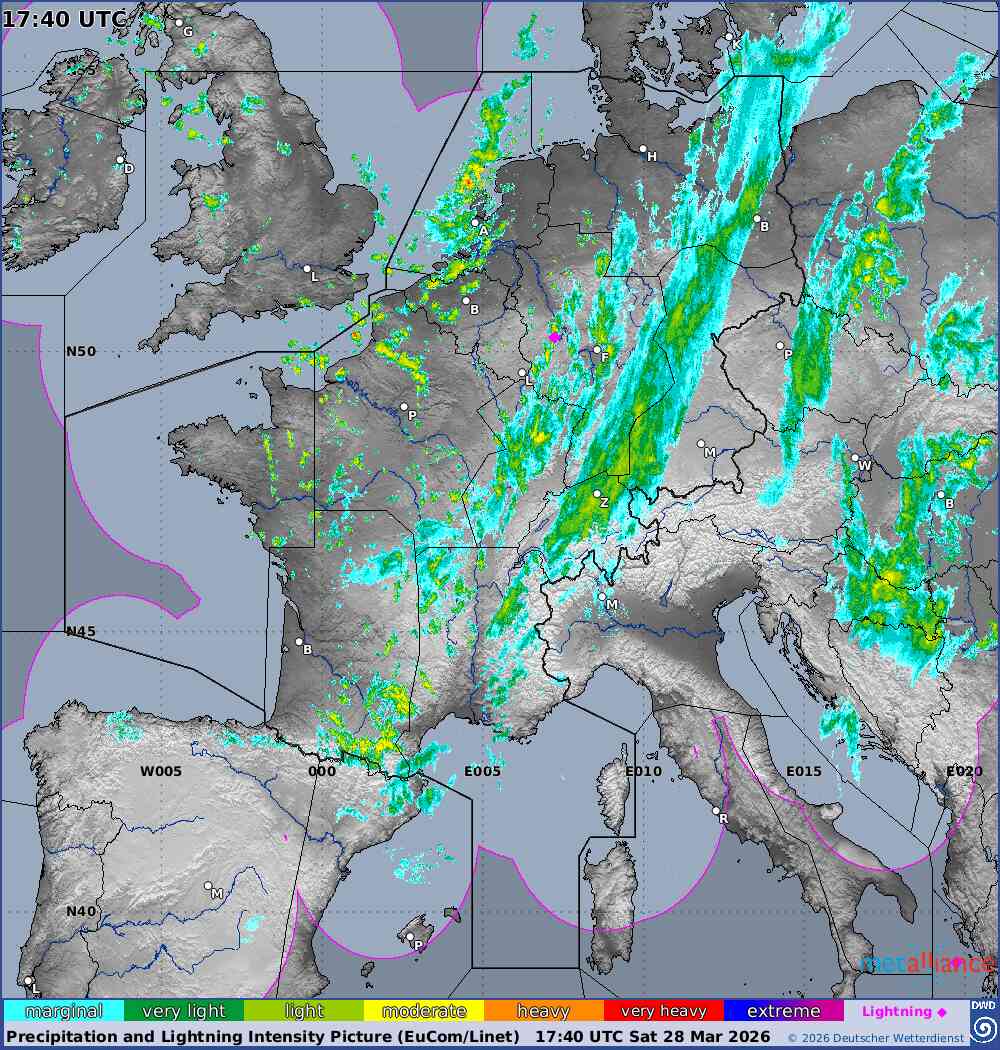 17:40 UTC
G
K
N55
D
H
A
B
L
B
N50
P
F
L
P
M
W
B
Z
M
N45
B
W005
000
E005
E010
E015
E020
R
M
N40
P
L
metalliance
marginal very light light moderate heavy very heavy extreme Lightning
DWD
Precipitation and Lightning Intensity Picture (EuCom/Linet) 17:40 UTC Sat 28 Mar 2026 © 2026 Deutscher Wetterdienst